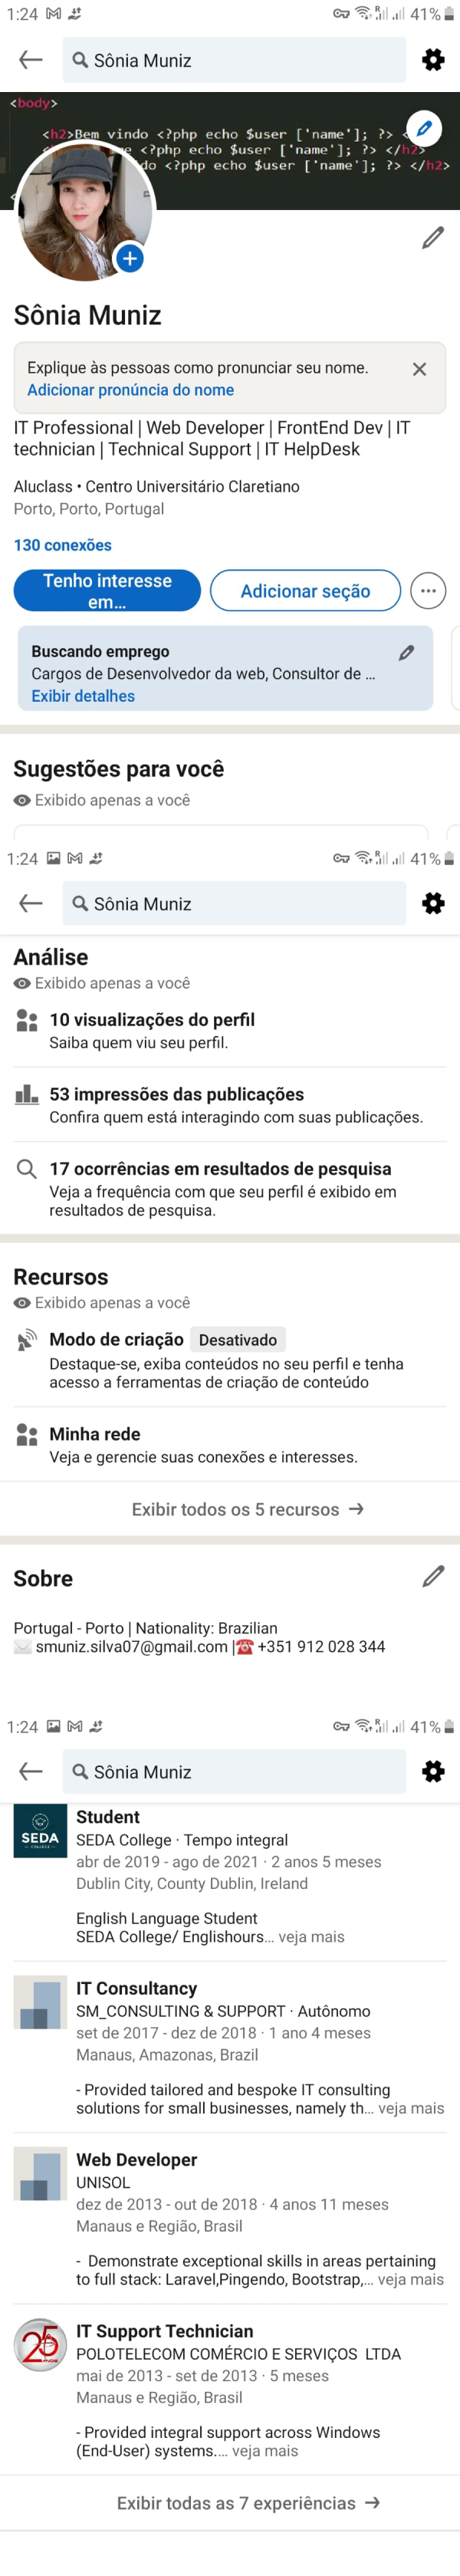 1:24 41%
Sônia Muniz
<body>
<h2>Bem vindo <?php echo $user ['name']; ?> <
<?php echo $user ['name']; ?> </h2>
do <?php echo $user ['name']; ?> </h2>
Sônia Muniz
Explique às pessoas como pronunciar seu nome.
Adicionar pronúncia do nome
IT Professional | Web Developer | FrontEnd Dev | IT
technician | Technical Support | IT HelpDesk
Aluclass • Centro Universitário Claretiano
Porto, Porto, Portugal
130 conexões
Tenho interesse
em...
Adicionar seção
Buscando emprego
Cargos de Desenvolvedor da web, Consultor de ...
Exibir detalhes
Sugestões para você
Exibido apenas a você
1:24 41%
Sônia Muniz
Análise
Exibido apenas a você
10 visualizações do perfil
Saiba quem viu seu perfil.
53 impressões das publicações
Confira quem está interagindo com suas publicações.
17 ocorrências em resultados de pesquisa
Veja a frequência com que seu perfil é exibido em
resultados de pesquisa.
Recursos
Exibido apenas a você
Modo de criação Desativado
Destaque-se, exiba conteúdos no seu perfil e tenha
acesso a ferramentas de criação de conteúdo
Minha rede
Veja e gerencie suas conexões e interesses.
Exibir todos os 5 recursos →
Sobre
Portugal - Porto | Nationality: Brazilian
✉ smuniz.silva07@gmail.com |☎ +351 912 028 344
1:24 41%
Sônia Muniz
SEDA
COLLEGE
Student
SEDA College · Tempo integral
abr de 2019 - ago de 2021 · 2 anos 5 meses
Dublin City, County Dublin, Ireland
English Language Student
SEDA College/ Englishours... veja mais
IT Consultancy
SM_CONSULTING & SUPPORT · Autônomo
set de 2017 - dez de 2018 · 1 ano 4 meses
Manaus, Amazonas, Brazil
- Provided tailored and bespoke IT consulting
solutions for small businesses, namely th... veja mais
Web Developer
UNISOL
dez de 2013 - out de 2018 · 4 anos 11 meses
Manaus e Região, Brasil
- Demonstrate exceptional skills in areas pertaining
to full stack: Laravel,Pingendo, Bootstrap,... veja mais
25
ANOS
IT Support Technician
POLOTELECOM COMÉRCIO E SERVIÇOS LTDA
mai de 2013 - set de 2013 · 5 meses
Manaus e Região, Brasil
- Provided integral support across Windows
(End-User) systems.... veja mais
Exibir todas as 7 experiências →